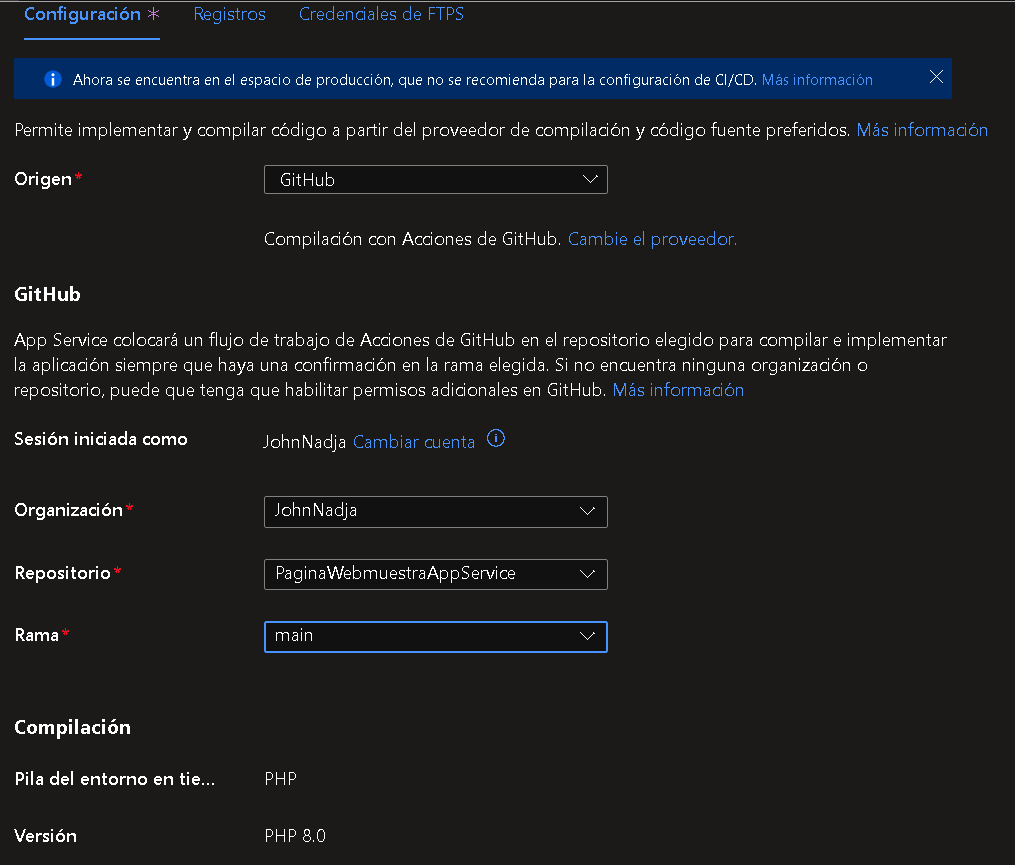 Configuración * Registros Credenciales de FTPS
Ahora se encuentra en el espacio de producción, que no se recomienda para la configuración de CI/CD. Más información
Permite implementar y compilar código a partir del proveedor de compilación y código fuente preferidos. Más información
Origen* GitHub
Compilación con Acciones de GitHub. Cambie el proveedor.
GitHub
App Service colocará un flujo de trabajo de Acciones de GitHub en el repositorio elegido para compilar e implementar
la aplicación siempre que haya una confirmación en la rama elegida. Si no encuentra ninguna organización o
repositorio, puede que tenga que habilitar permisos adicionales en GitHub. Más información
Sesión iniciada como JohnNadja Cambiar cuenta
Organización* JohnNadja
Repositorio* PaginaWebmuestraAppService
Rama* main
Compilación
Pila del entorno en tie... PHP
Versión PHP 8.0